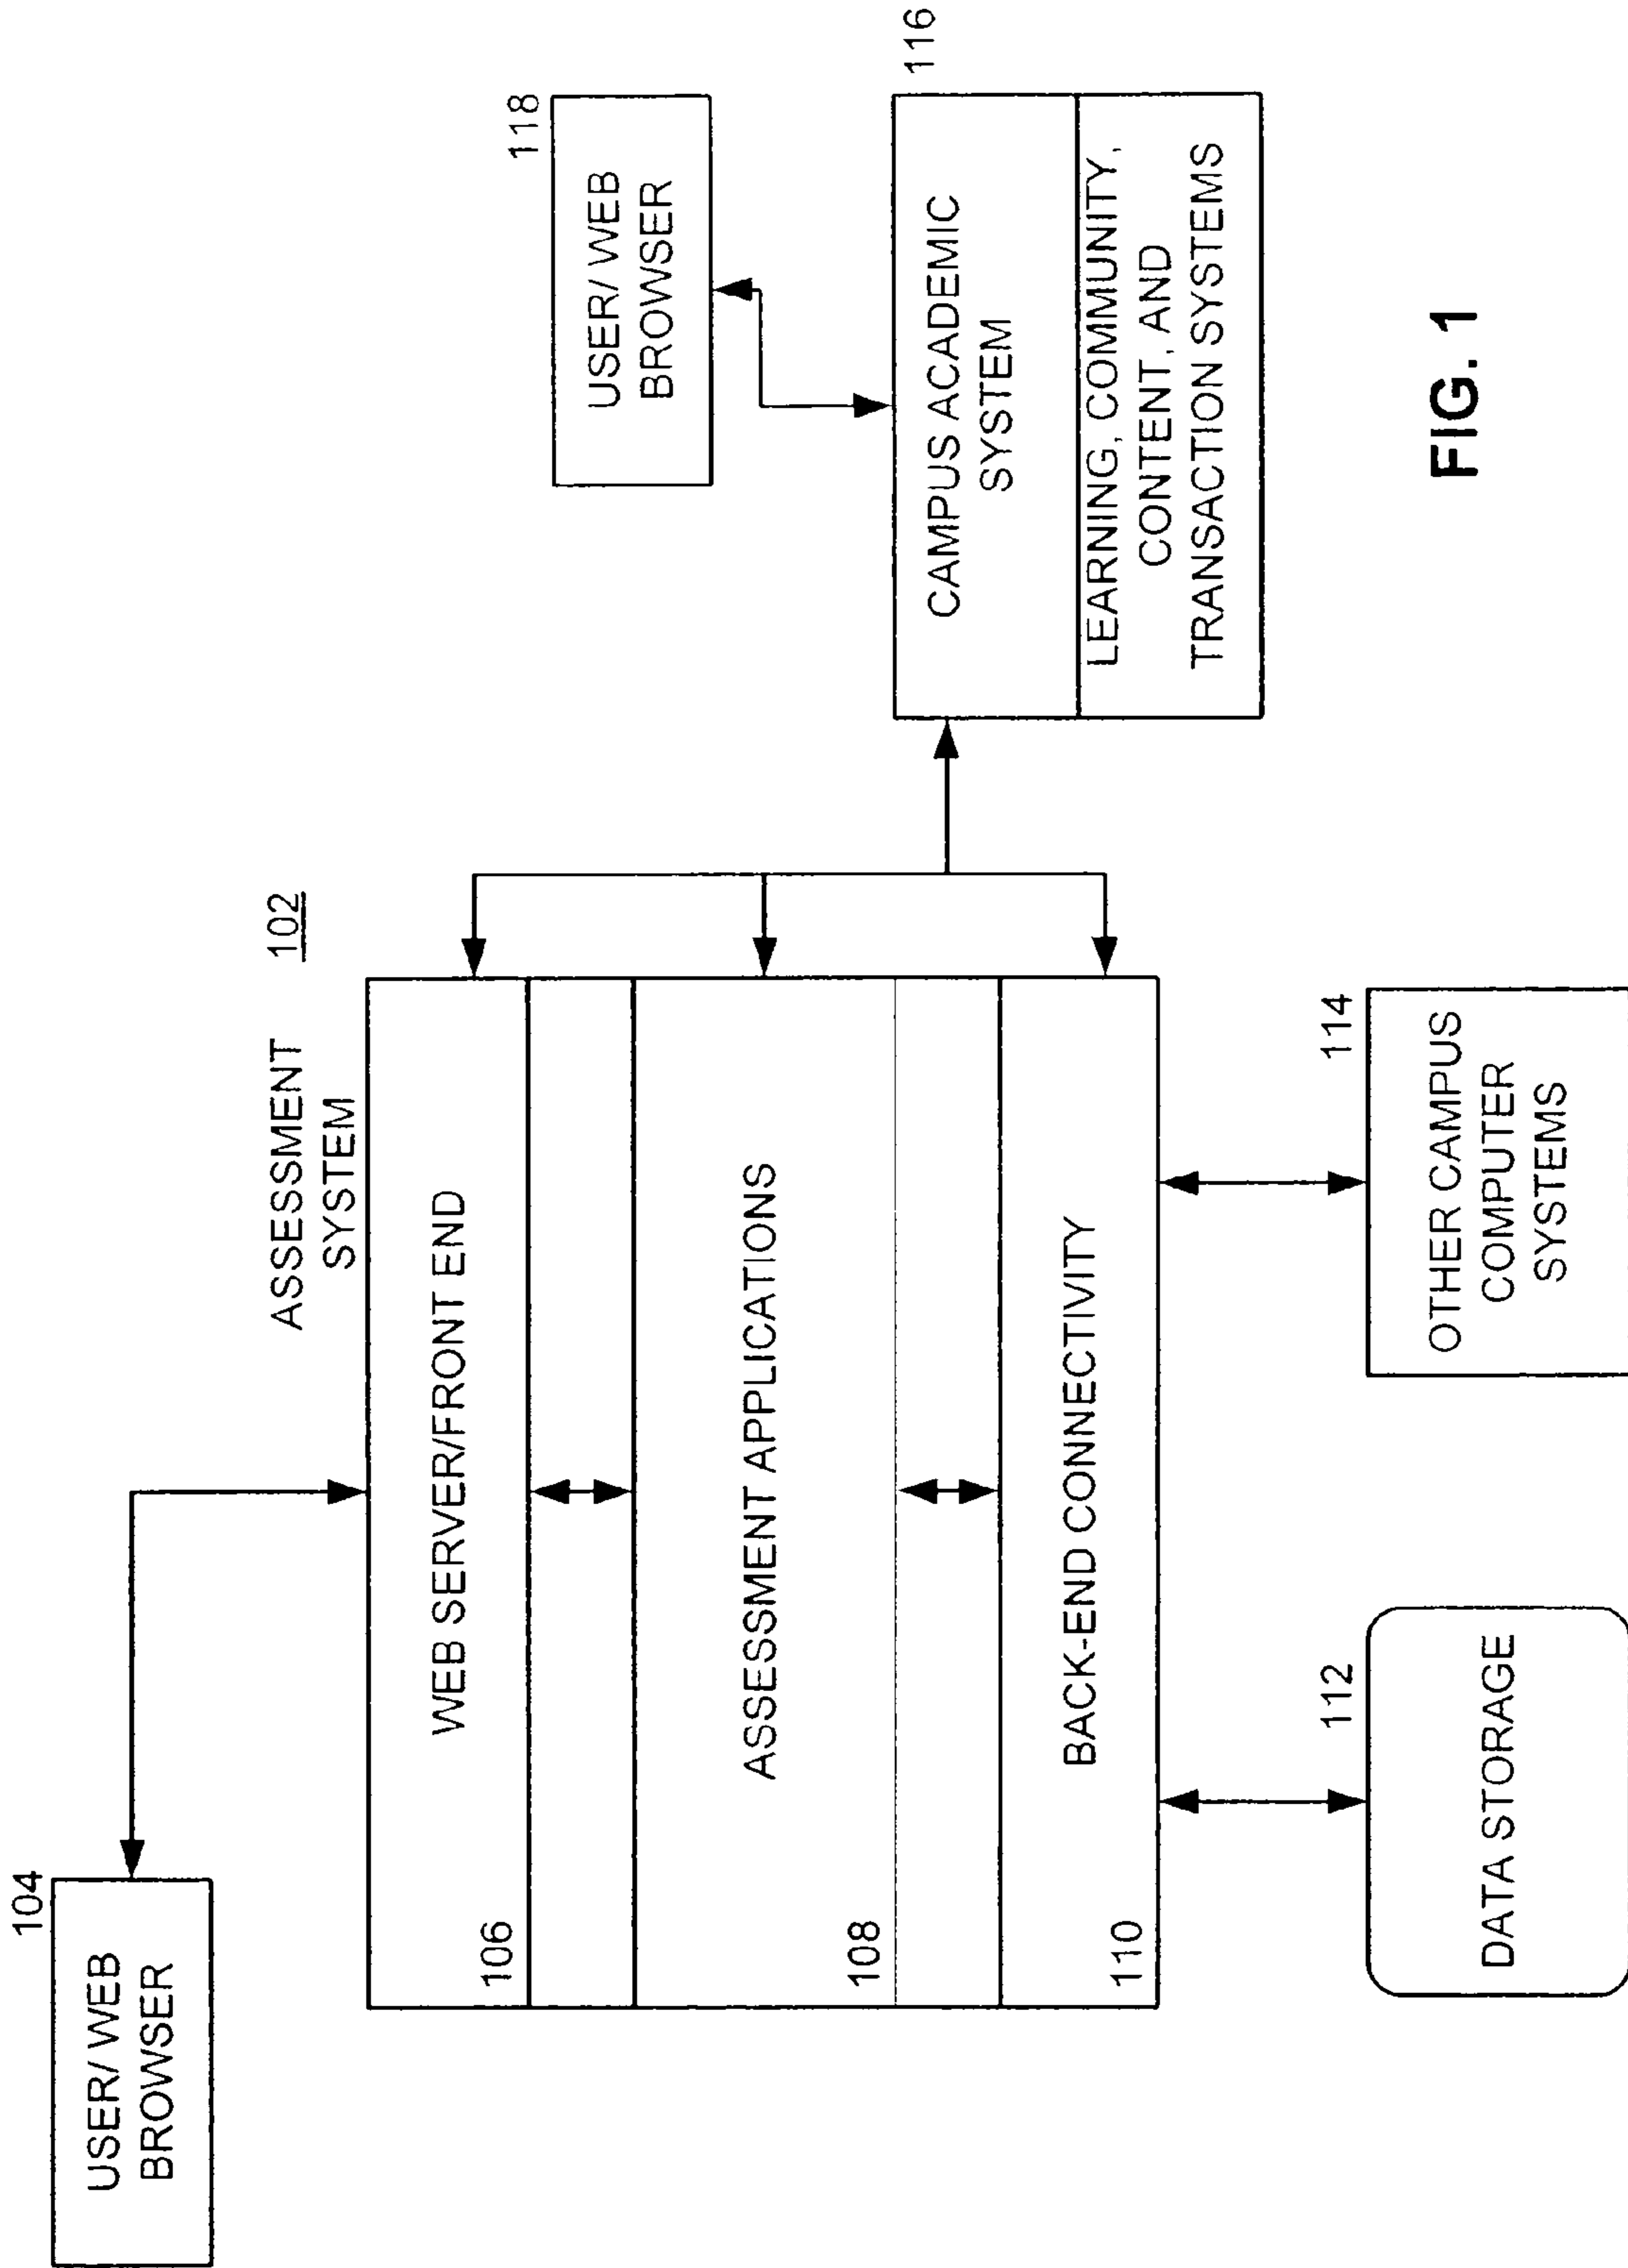 104
USER/ WEB
BROWSER
ASSESSMENT
SYSTEM
102
WEB SERVER/FRONT END
106
ASSESSMENT APPLICATIONS
108
BACK-END CONNECTIVITY
110
112
DATA STORAGE
114
OTHER CAMPUS
COMPUTER
SYSTEMS
118
USER/ WEB
BROWSER
116
CAMPUS ACADEMIC
SYSTEM
LEARNING, COMMUNITY,
CONTENT, AND
TRANSACTION SYSTEMS
FIG. 1